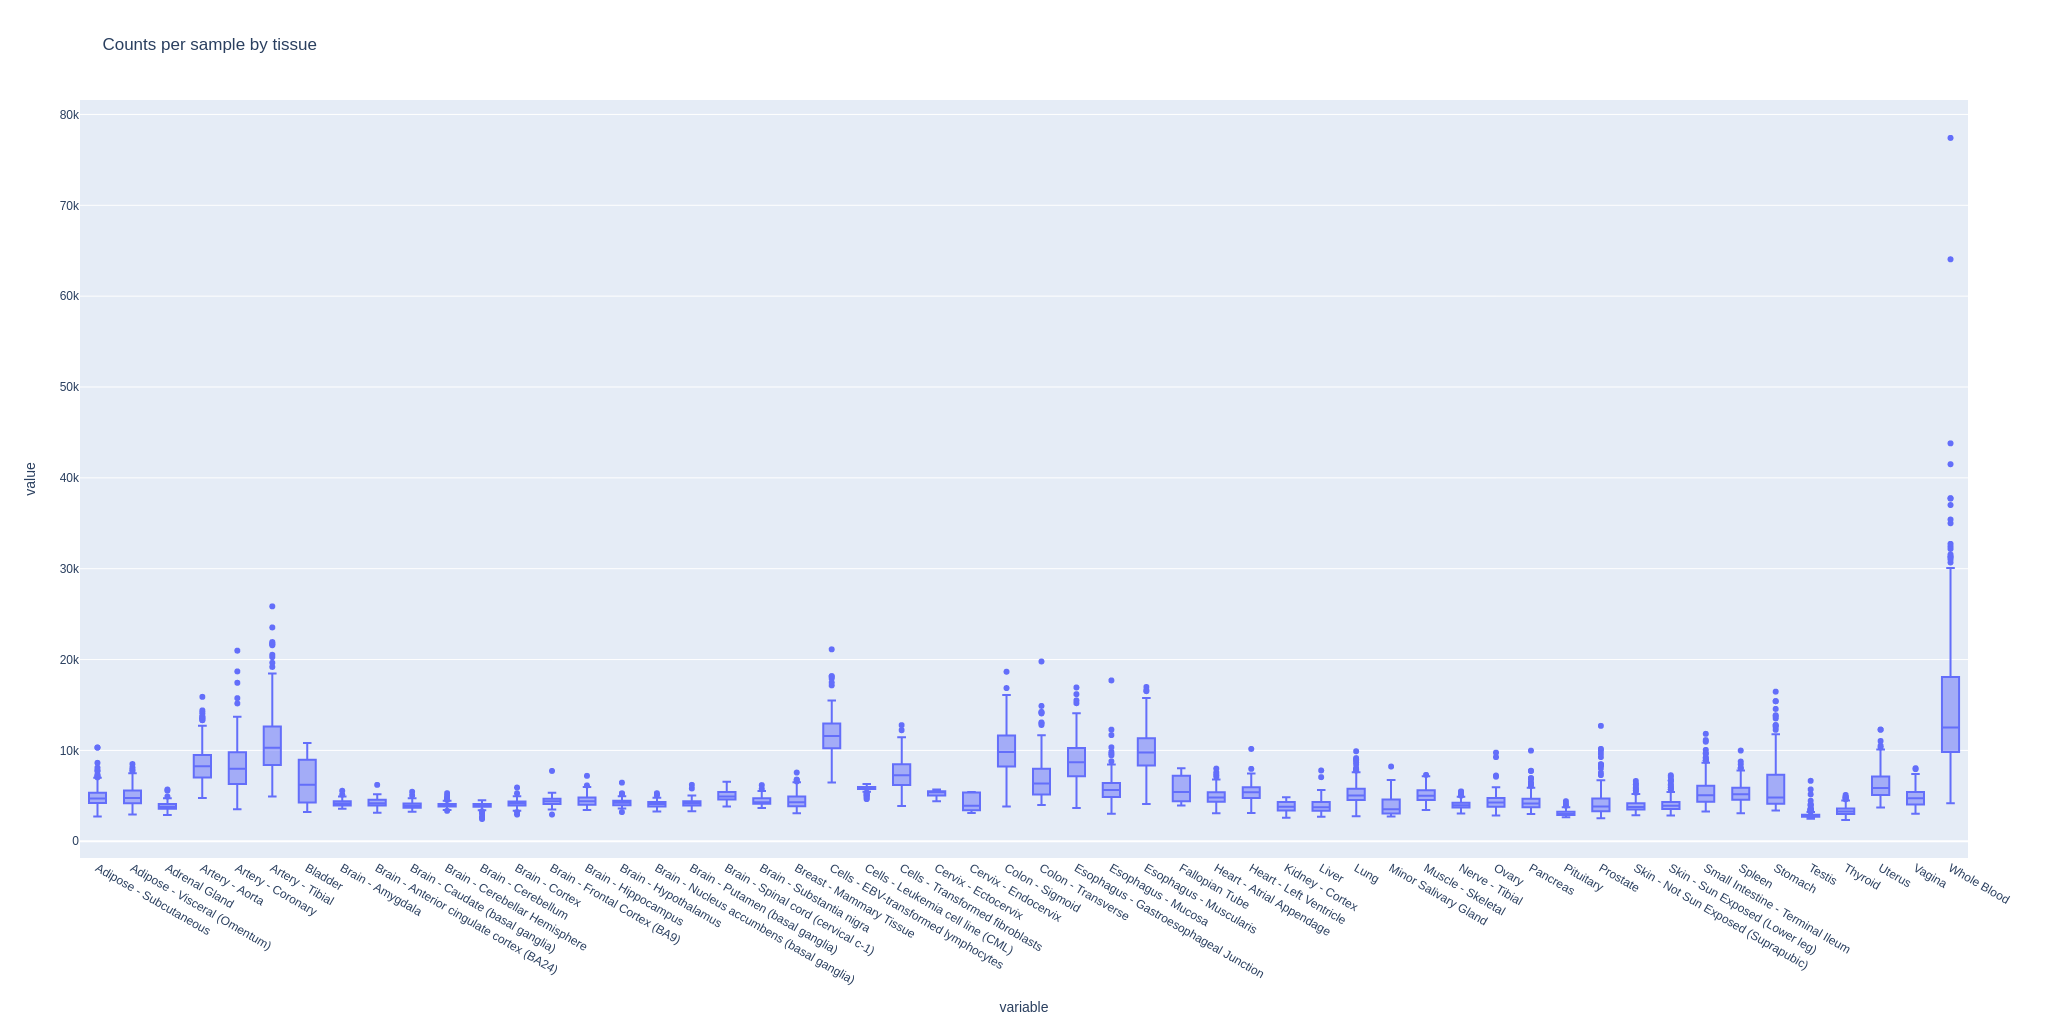 Counts per sample by tissue
80k
70k
60k
50k
40k
30k
20k
10k
0
value
Adipose - Subcutaneous
Adipose - Visceral (Omentum)
Adrenal Gland
Artery - Aorta
Artery - Coronary
Artery - Tibial
Bladder
Brain - Amygdala
Brain - Anterior cingulate cortex (BA24)
Brain - Caudate (basal ganglia)
Brain - Cerebellar Hemisphere
Brain - Cerebellum
Brain - Cortex
Brain - Frontal Cortex (BA9)
Brain - Hippocampus
Brain - Hypothalamus
Brain - Nucleus accumbens (basal ganglia)
Brain - Putamen (basal ganglia)
Brain - Spinal cord (cervical c-1)
Brain - Substantia nigra
Breast - Mammary Tissue
Cells - EBV-transformed lymphocytes
Cells - Leukemia cell line (CML)
Cells - Transformed fibroblasts
Cervix - Ectocervix
Cervix - Endocervix
Colon - Sigmoid
Colon - Transverse
Esophagus - Gastroesophageal Junction
Esophagus - Mucosa
Esophagus - Muscularis
Fallopian Tube
Heart - Atrial Appendage
Heart - Left Ventricle
Kidney - Cortex
Liver
Lung
Minor Salivary Gland
Muscle - Skeletal
Nerve - Tibial
Ovary
Pancreas
Pituitary
Prostate
Skin - Not Sun Exposed (Suprapubic)
Skin - Sun Exposed (Lower leg)
Small Intestine - Terminal Ileum
Spleen
Stomach
Testis
Thyroid
Uterus
Vagina
Whole Blood
variable